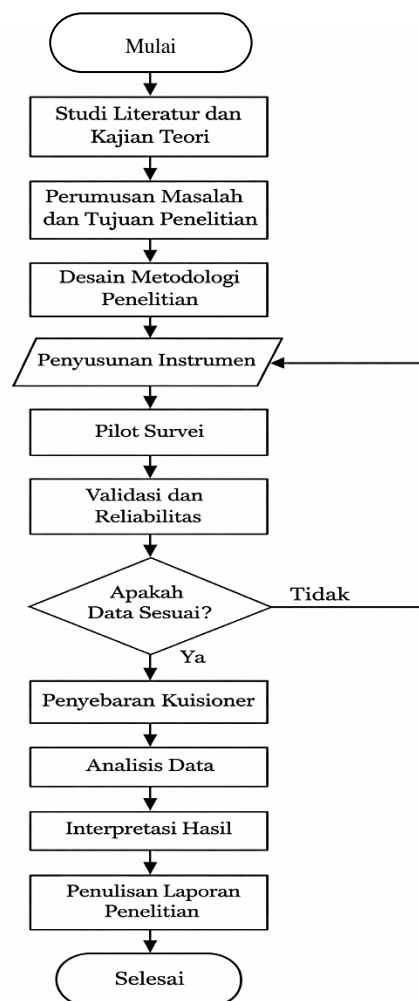 Mulai
Studi Literatur dan
Kajian Teori
Perumusan Masalah
dan Tujuan Penelitian
Desain Metodologi
Penelitian
Penyusunan Instrumen
Pilot Survei
Validasi dan
Reliabilitas
Apakah
Data Sesuai?
Tidak
Ya
Penyebaran Kuisioner
Analisis Data
Interpretasi Hasil
Penulisan Laporan
Penelitian
Selesai